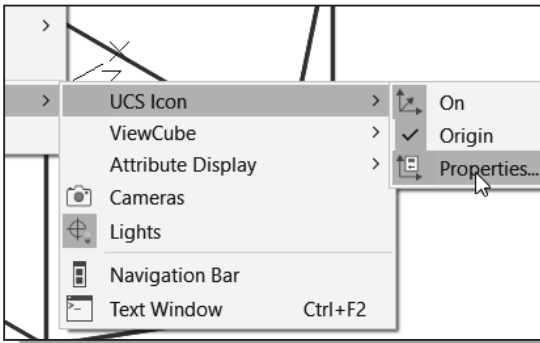 UCS Icon
ViewCube
Attribute Display
Cameras
Lights
Navigation Bar
Text Window Ctrl+F2
On
Origin
Properties...